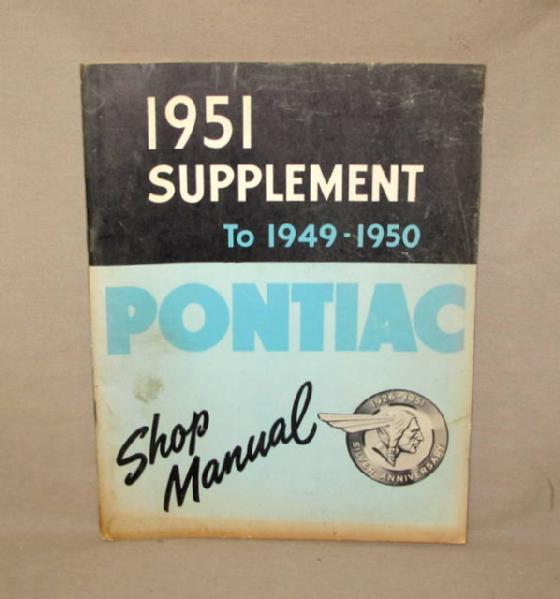 1951
SUPPLEMENT
To 1949-1950
PONTIAC
Shop
Manual
1926-1951
SILVER ANNIVERSARY